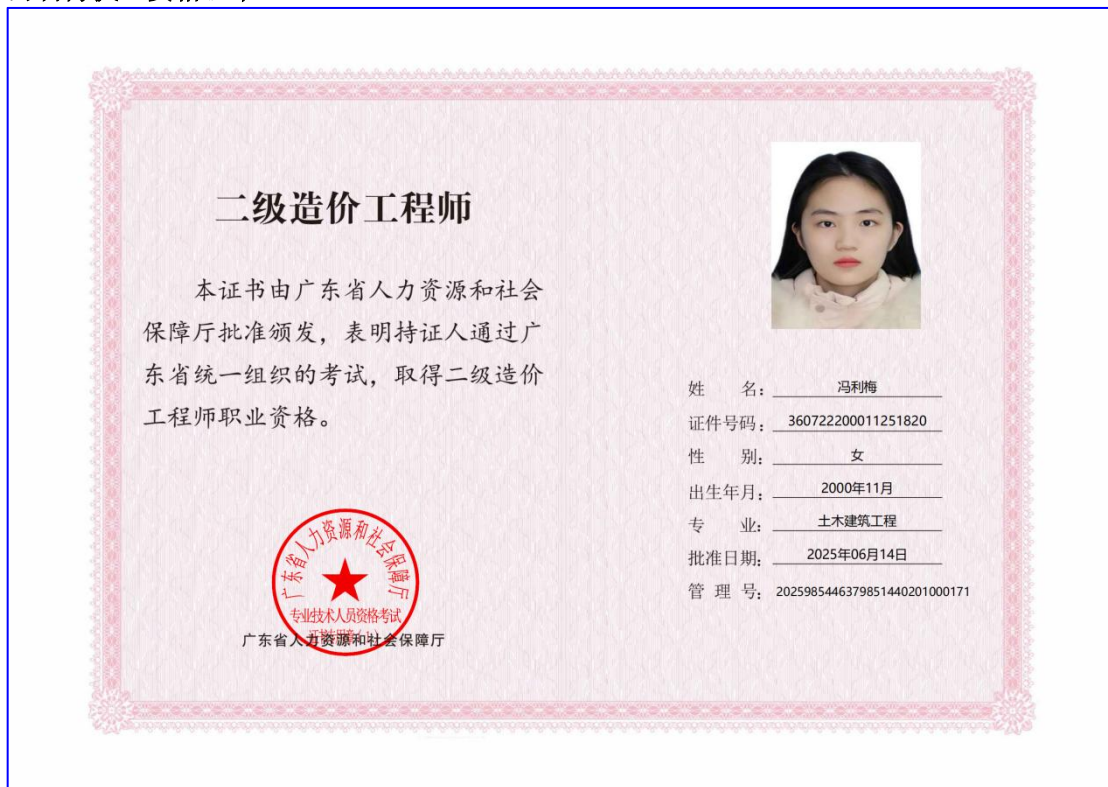 二级造价工程师
本证书由广东省人力资源和社会
保障厅批准颁发，表明持证人通过广
东省统一组织的考试，取得二级造价
工程师职业资格。
广东省人力资源和社会保障厅
专业技术人员资格考试
广东省人力资源和社会保障厅
姓 名：冯利梅
证件号码：360722200011251820
性 别：女
出生年月：2000年11月
专 业：土木建筑工程
批准日期：2025年06月14日
管 理 号：2025985446379851440201000171